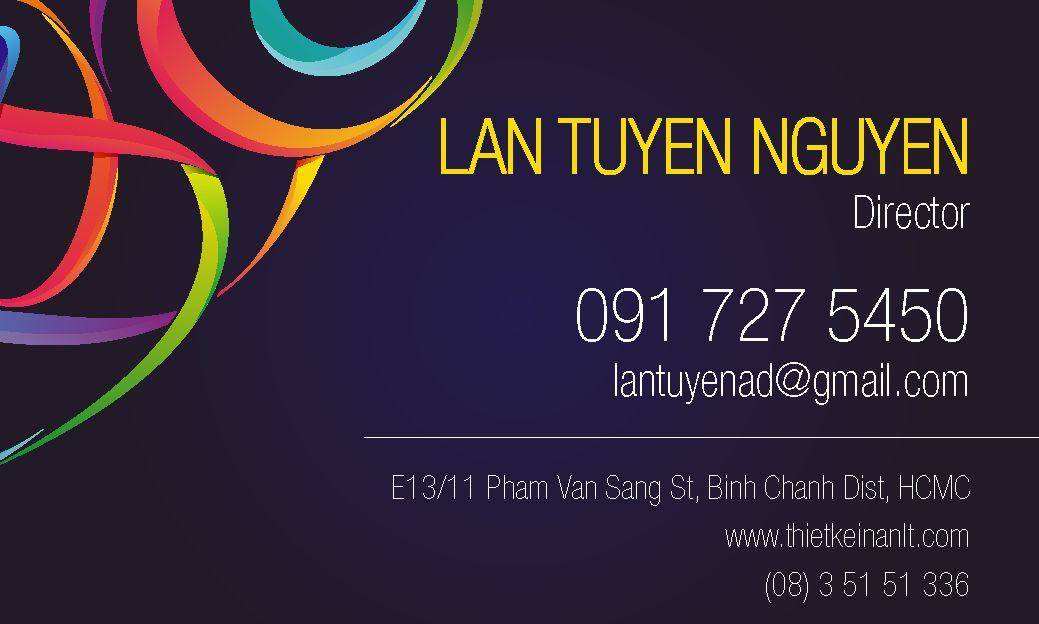 LAN TUYEN NGUYEN
Director
091 727 5450
lantuyenad@gmail.com
E13/11 Pham Van Sang St, Binh Chanh Dist, HCMC
www.thietkeinanlt.com
(08) 3 51 51 336